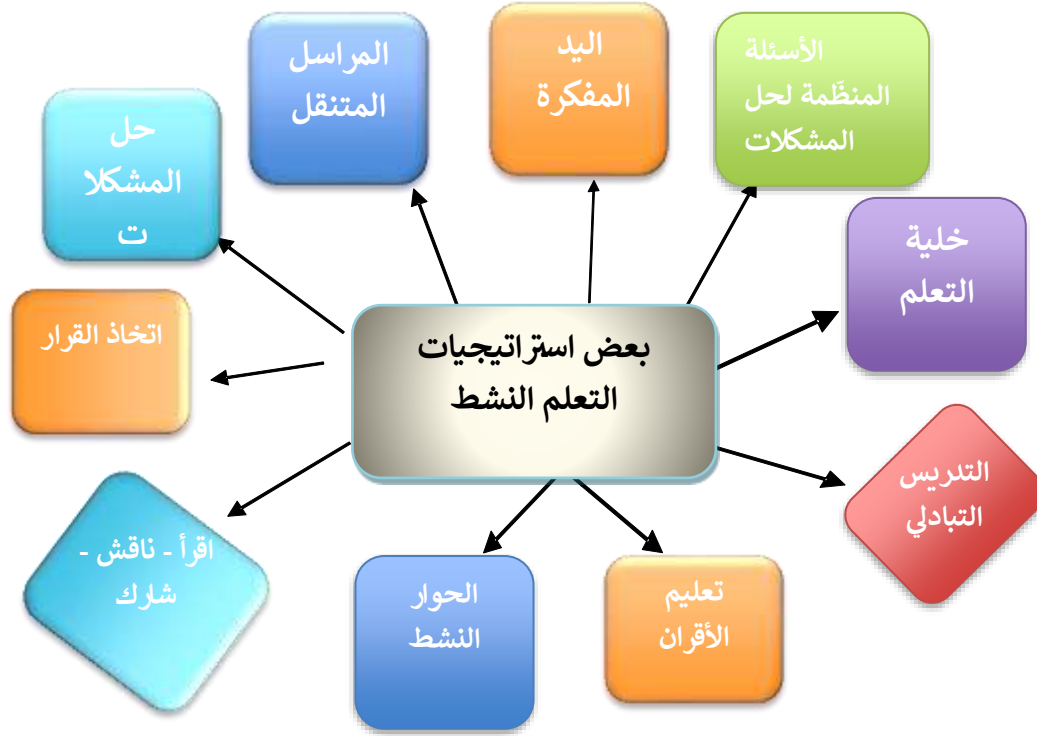 الأسئلة
المنظّمة لحل
المشكلات
اليد
المفكرة
المراسل
المتنقل
حل
المشكلا
ت
خلية
التعلم
اتخاذ القرار
بعض استراتيجيات
التعلم النشط
التدريس
التبادلي
اقرأ - ناقش -
شارك
تعليم
الأقران
الحوار
النشط